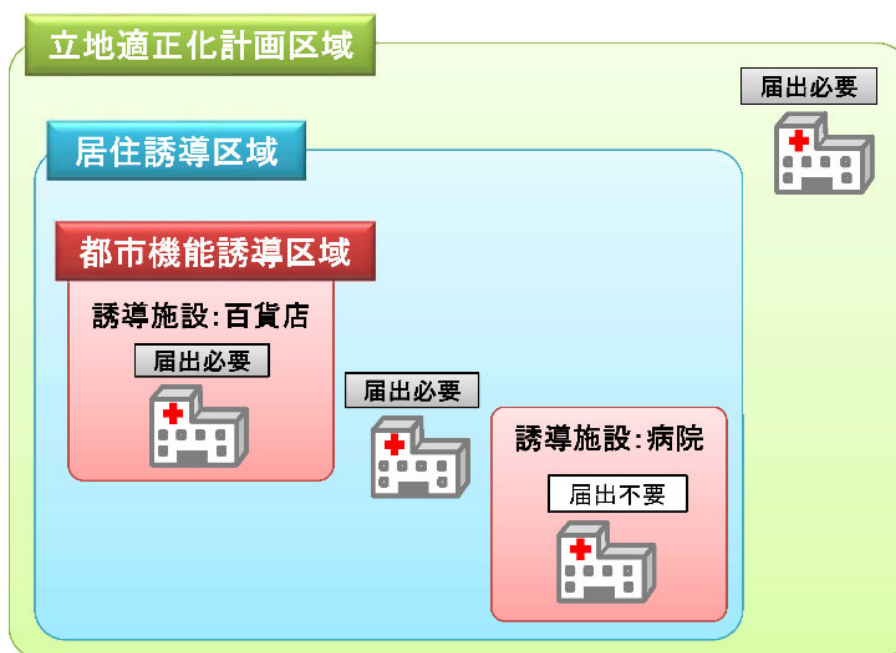 立地適正化計画区域
届出必要
居住誘導区域
都市機能誘導区域
誘導施設：百貨店
届出必要
届出必要
誘導施設：病院
届出不要